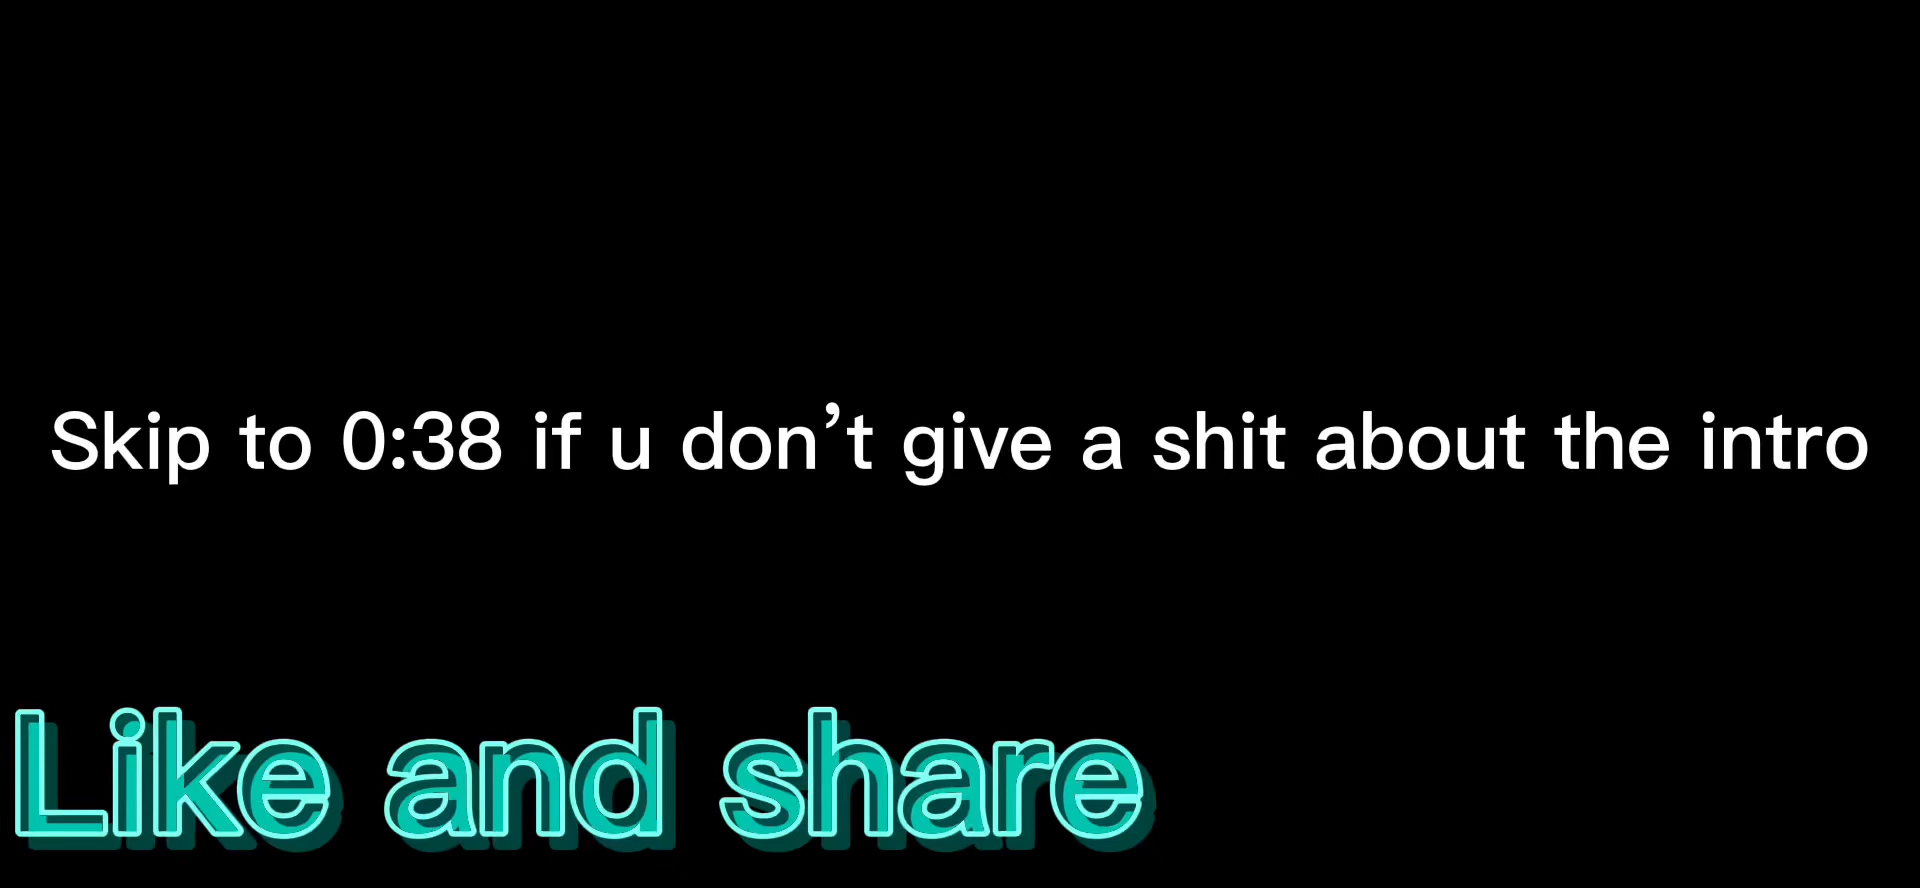 Skip to 0:38 if u don’t give a shit about the intro
Like and share